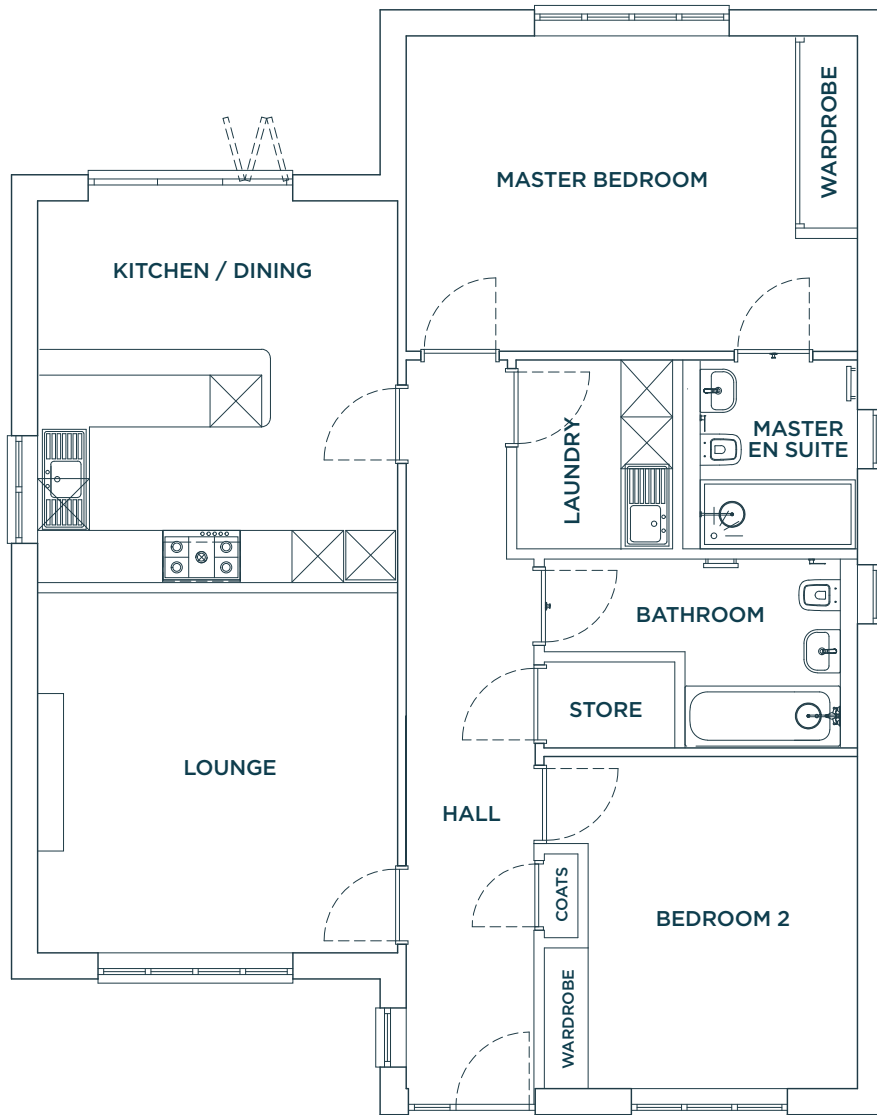 WARDROBE
MASTER BEDROOM
KITCHEN / DINING
LAUNDRY
MASTER
EN SUITE
BATHROOM
STORE
LOUNGE
HALL
COATS
BEDROOM 2
WARDROBE